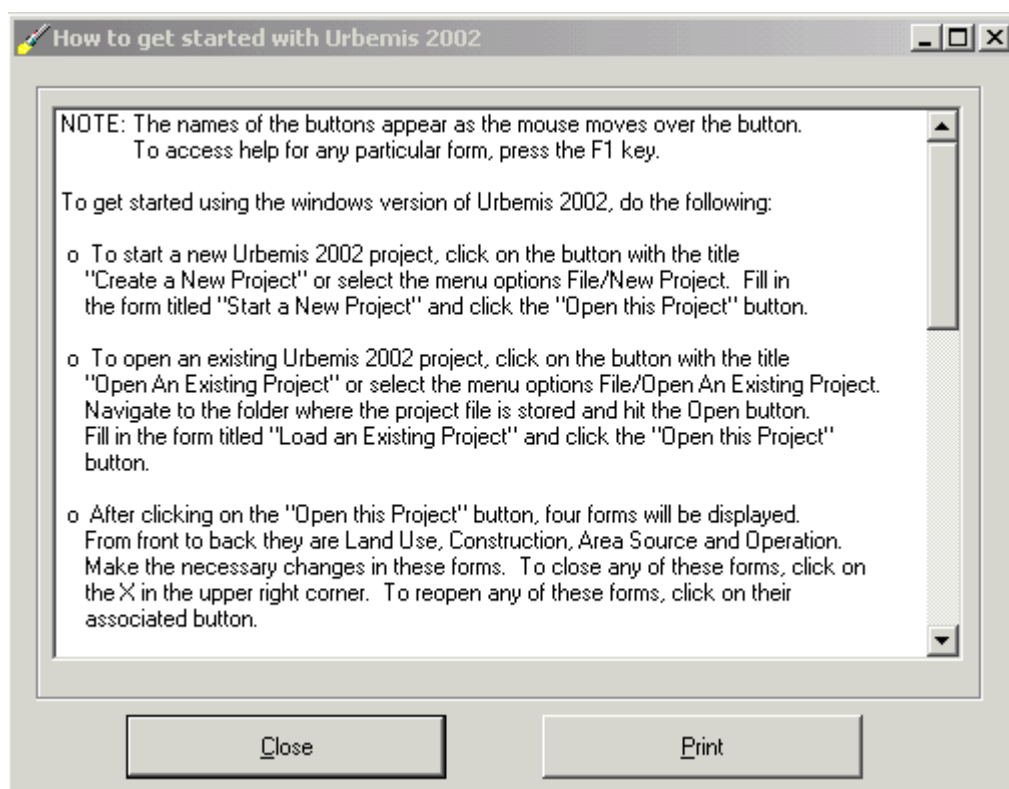 How to get started with Urbemis 2002
NOTE: The names of the buttons appear as the mouse moves over the button.
To access help for any particular form, press the F1 key.
To get started using the windows version of Urbemis 2002, do the following:
o To start a new Urbemis 2002 project, click on the button with the title
"Create a New Project" or select the menu options File/New Project. Fill in
the form titled "Start a New Project" and click the "Open this Project" button.
o To open an existing Urbemis 2002 project, click on the button with the title
"Open An Existing Project" or select the menu options File/Open An Existing Project.
Navigate to the folder where the project file is stored and hit the Open button.
Fill in the form titled "Load an Existing Project" and click the "Open this Project"
button.
o After clicking on the "Open this Project" button, four forms will be displayed.
From front to back they are Land Use, Construction, Area Source and Operation.
Make the necessary changes in these forms. To close any of these forms, click on
the X in the upper right corner. To reopen any of these forms, click on their
associated button.
Close
Print